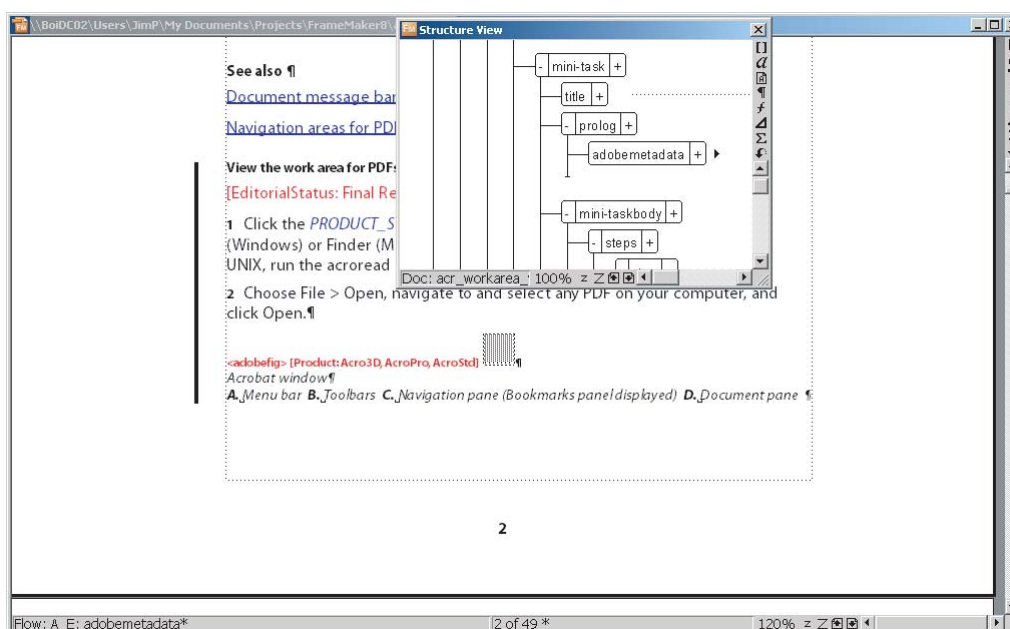 \\BoiDC02\Users\JimP\My Documents\Projects\FrameMaker8\
Structure View
See also ¶
Document message bar
Navigation areas for PDF
View the work area for PDFs
[EditorialStatus: Final Re
1 Click the PRODUCT_S
(Windows) or Finder (M
UNIX, run the acroread
2 Choose File > Open, navigate to and select any PDF on your computer, and
click Open.¶
<adobefig> [Product: Acro3D, AcroPro, AcroStd] ¶
Acrobat window¶
A. Menu bar B. Toolbars C. Navigation pane (Bookmarks panel displayed) D. Document pane ¶
2
- mini-task +
title +
- prolog +
adobemetadata +
- mini-taskbody +
- steps +
Doc: acr_workarea_ 100% z Z
Flow: A E: adobemetadata* 2 of 49 * 120% z Z